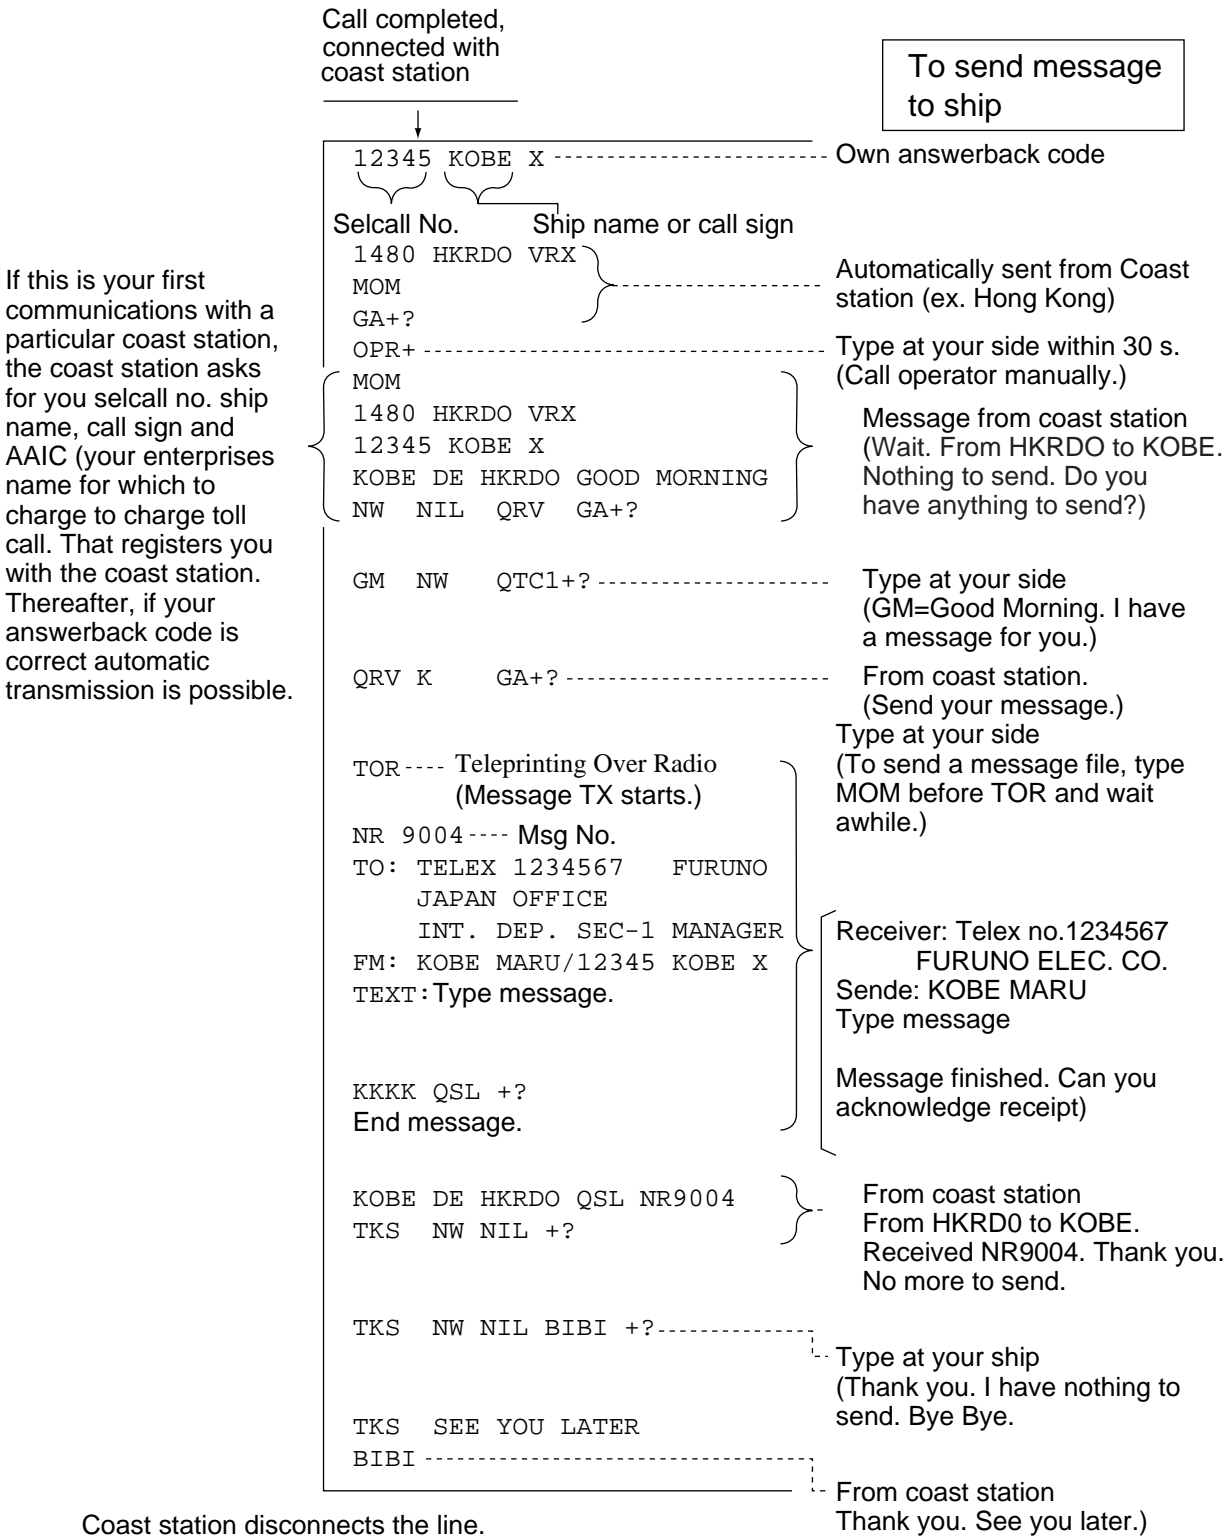 Call completed,
connected with
coast station
To send message
to ship
12345 KOBE X
Own answerback code
Selcall No.
Ship name or call sign
1480 HKRDO VRX
MOM
GA+?
Automatically sent from Coast
station (ex. Hong Kong)
OPR+
Type at your side within 30 s.
(Call operator manually.)
If this is your first
communications with a
particular coast station,
the coast station asks
for you selcall no. ship
name, call sign and
AAIC (your enterprises
name for which to
charge to charge toll
call. That registers you
with the coast station.
Thereafter, if your
answerback code is
correct automatic
transmission is possible.
MOM
1480 HKRDO VRX
12345 KOBE X
KOBE DE HKRDO GOOD MORNING
NW NIL QRV GA+?
Message from coast station
(Wait. From HKRDO to KOBE.
Nothing to send. Do you
have anything to send?)
GM NW QTC1+?
Type at your side
(GM=Good Morning. I have
a message for you.)
QRV K GA+?
From coast station.
(Send your message.)
Type at your side
(To send a message file, type
MOM before TOR and wait
awhile.)
TOR Teleprinting Over Radio
(Message TX starts.)
NR 9004 Msg No.
TO: TELEX 1234567 FURUNO
JAPAN OFFICE
INT. DEP. SEC-1 MANAGER
FM: KOBE MARU/12345 KOBE X
TEXT:Type message.
Receiver: Telex no.1234567
FURUNO ELEC. CO.
Sende: KOBE MARU
Type message
KKKK QSL +?
End message.
Message finished. Can you
acknowledge receipt)
KOBE DE HKRDO QSL NR9004
TKS NW NIL +?
From coast station
From HKRD0 to KOBE.
Received NR9004. Thank you.
No more to send.
TKS NW NIL BIBI +?
Type at your ship
(Thank you. I have nothing to
send. Bye Bye.
TKS SEE YOU LATER
BIBI
From coast station
Thank you. See you later.)
Coast station disconnects the line.